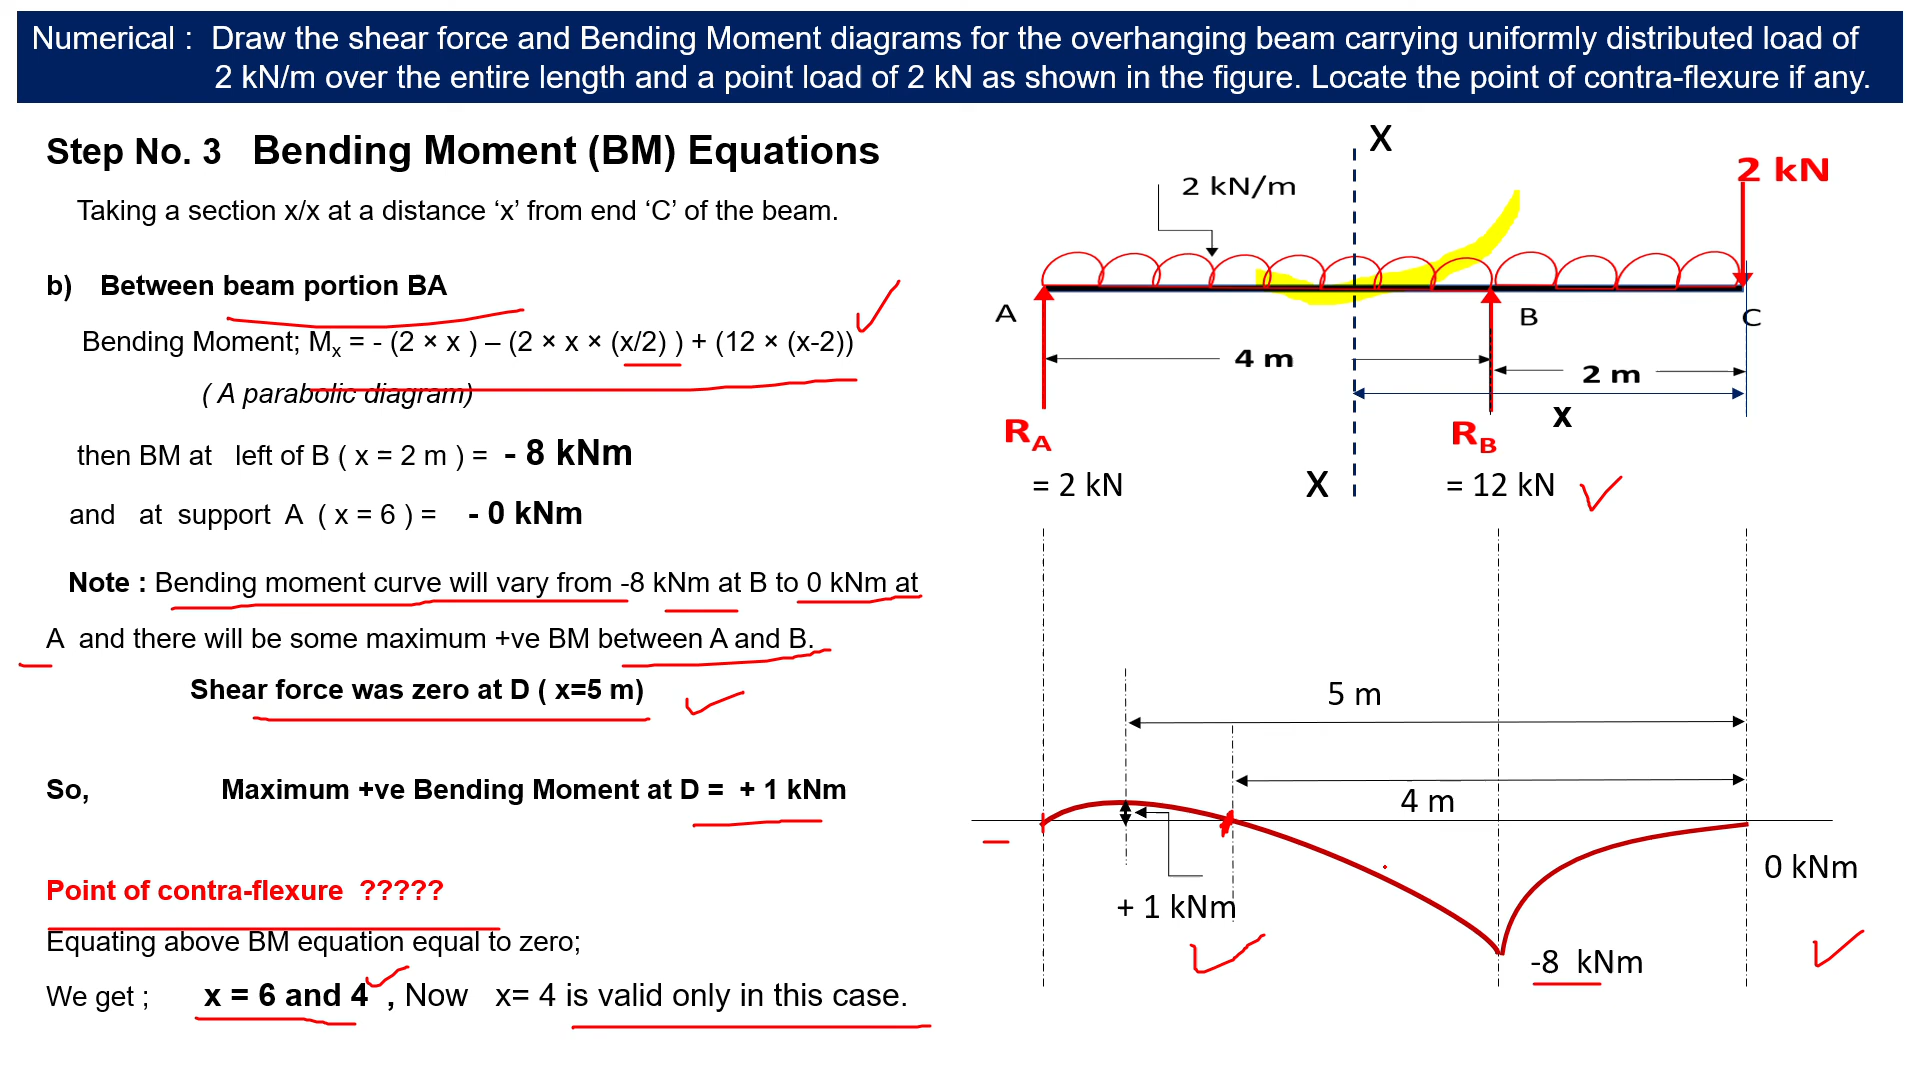 Numerical : Draw the shear force and Bending Moment diagrams for the overhanging beam carrying uniformly distributed load of
2 kN/m over the entire length and a point load of 2 kN as shown in the figure. Locate the point of contra-flexure if any.
Step No. 3 Bending Moment (BM) Equations
Taking a section x/x at a distance ‘x’ from end ‘C’ of the beam.
b) Between beam portion BA
Bending Moment; Mx = - (2 × x ) – (2 × x × (x/2) ) + (12 × (x-2))
( A parabolic diagram)
then BM at left of B ( x = 2 m ) = - 8 kNm
and at support A ( x = 6 ) = - 0 kNm
Note : Bending moment curve will vary from -8 kNm at B to 0 kNm at
A and there will be some maximum +ve BM between A and B.
Shear force was zero at D ( x=5 m)
So, Maximum +ve Bending Moment at D = + 1 kNm
Point of contra-flexure ?????
Equating above BM equation equal to zero;
We get ; x = 6 and 4 , Now x= 4 is valid only in this case.
X
2 kN
2 kN/m
A
B
C
4 m
2 m
x
RA
RB
= 2 kN
X
= 12 kN
5 m
4 m
0 kNm
+ 1 kNm
-8 kNm